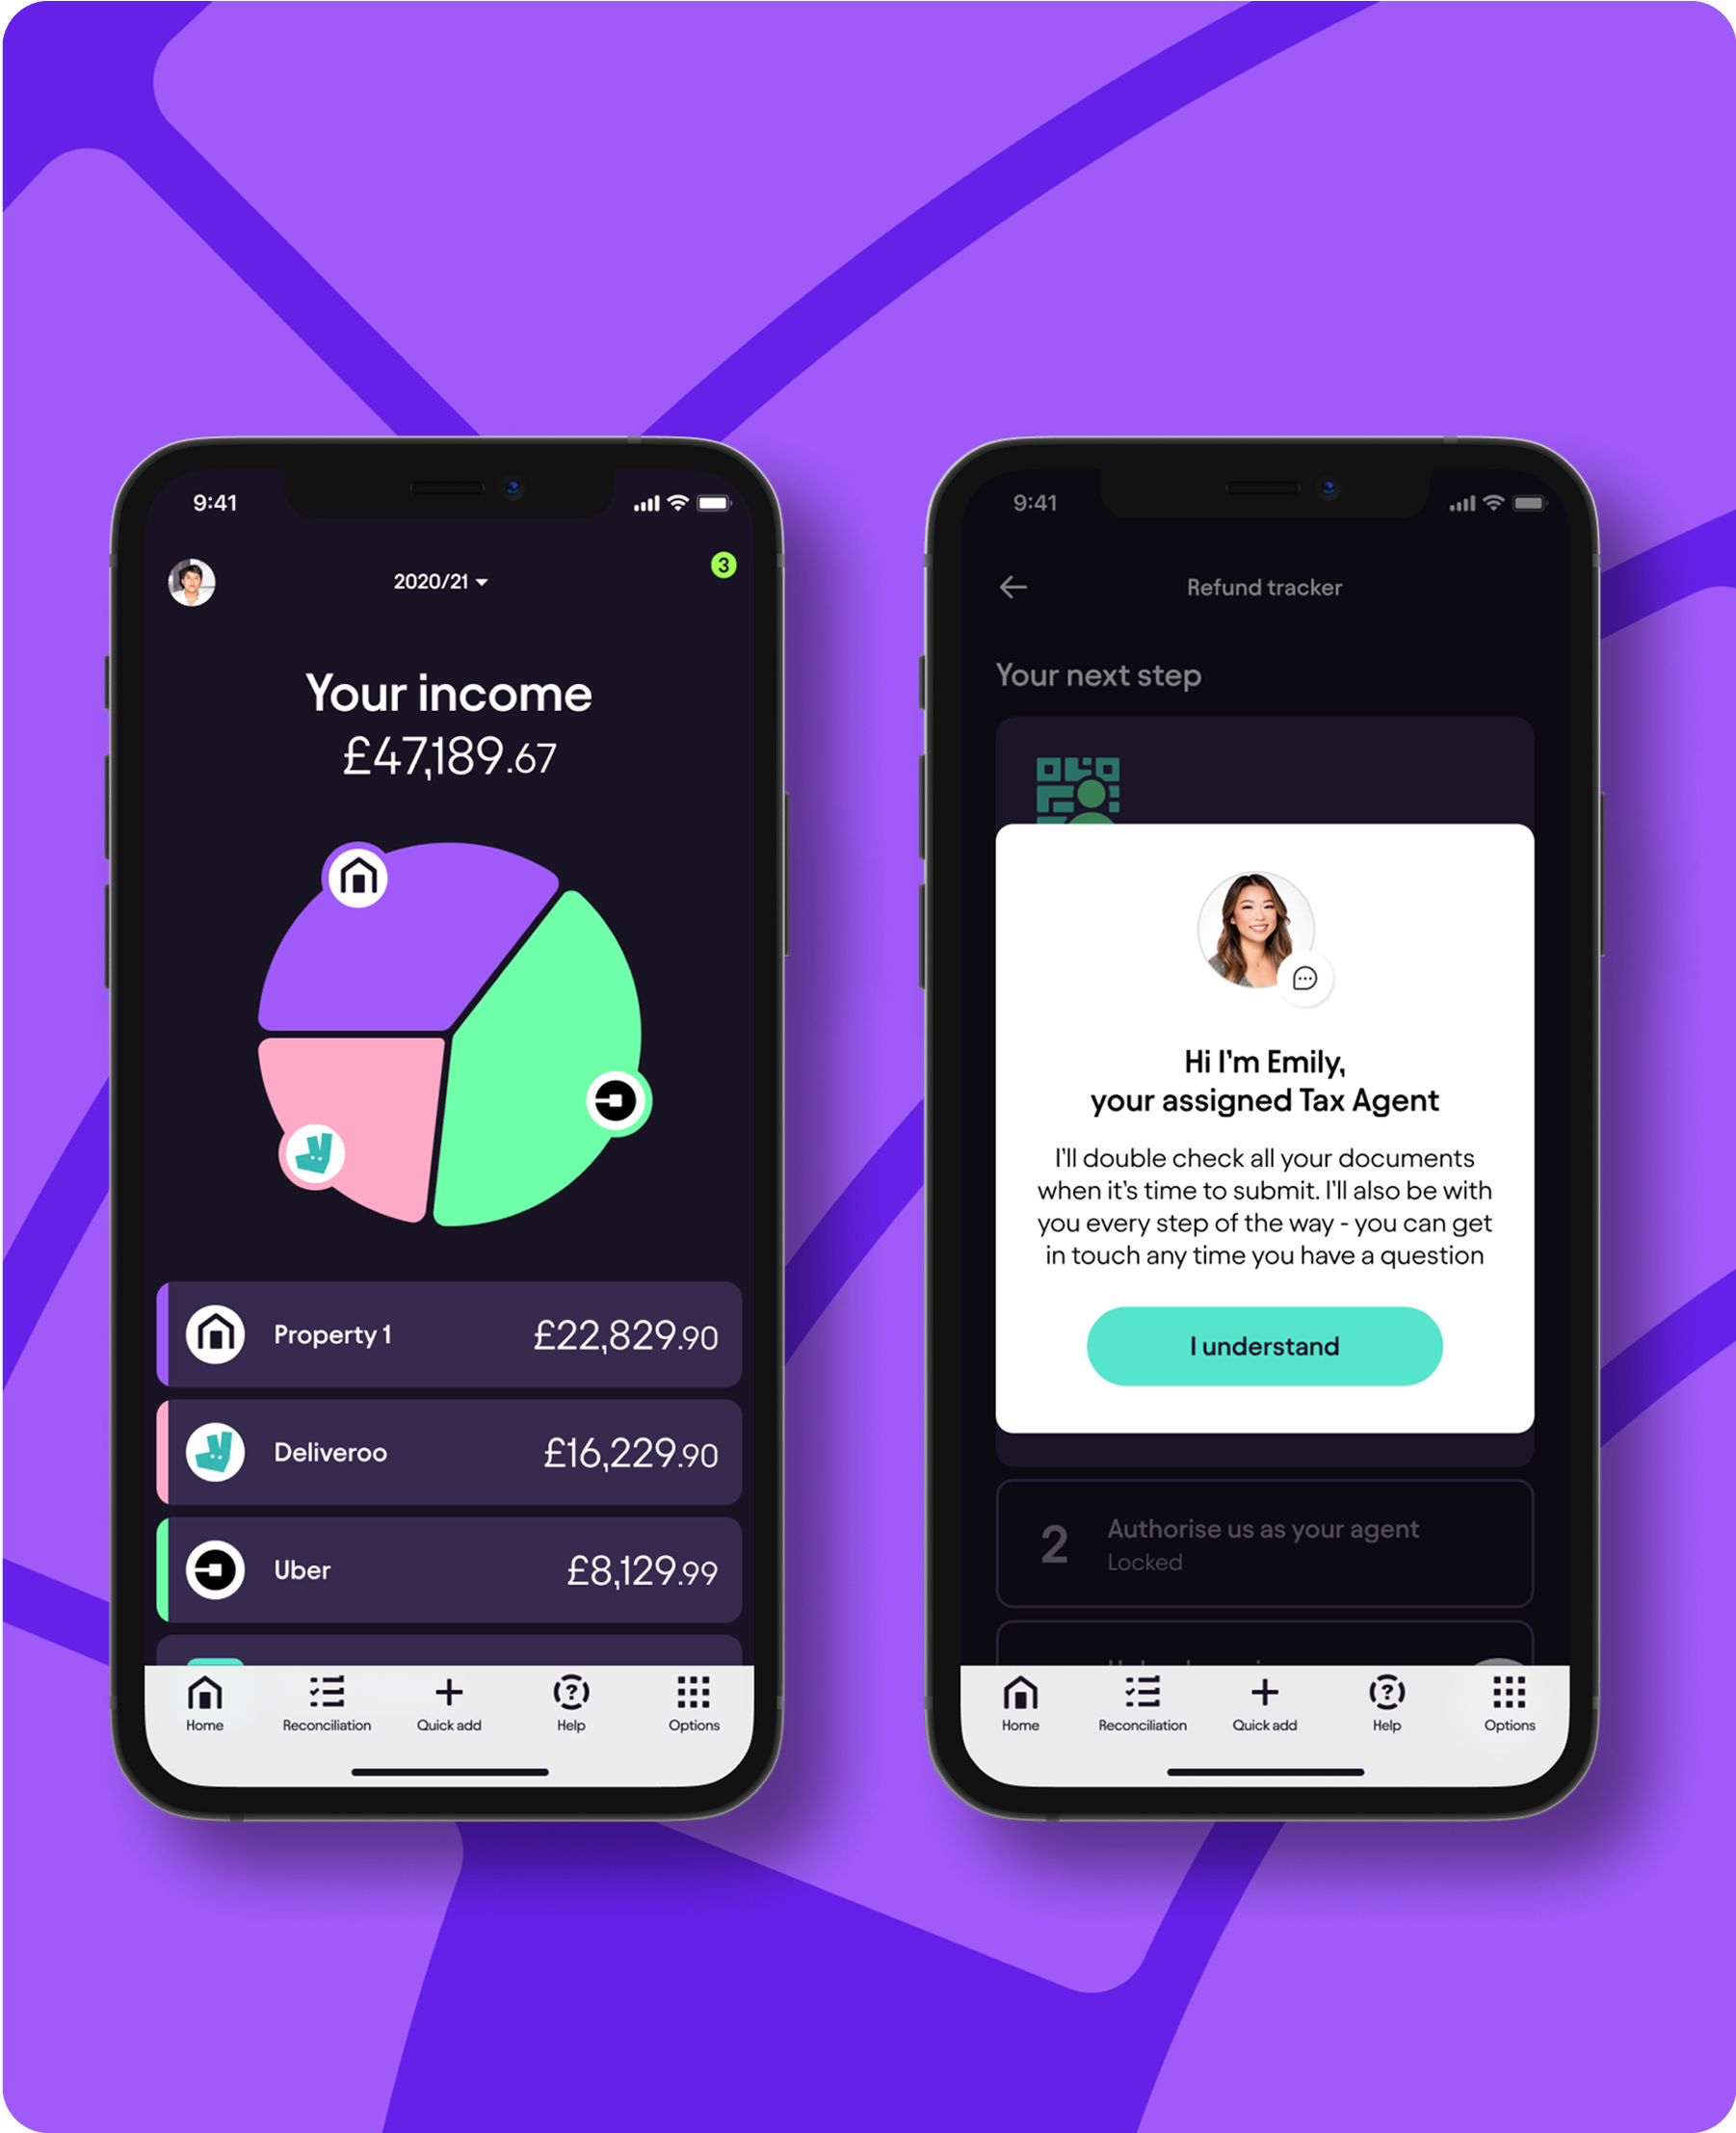 9:41
2020/21
3
Your income
£47,189.67
Property 1
£22,829.90
Deliveroo
£16,229.90
Uber
£8,129.99
Home
Reconciliation
Quick add
Help
Options
9:41
Refund tracker
Your next step
Hi I'm Emily,
your assigned Tax Agent
I'll double check all your documents
when it's time to submit. I'll also be with
you every step of the way - you can get
in touch any time you have a question
I understand
2
Authorise us as your agent
Locked
Home
Reconciliation
Quick add
Help
Options